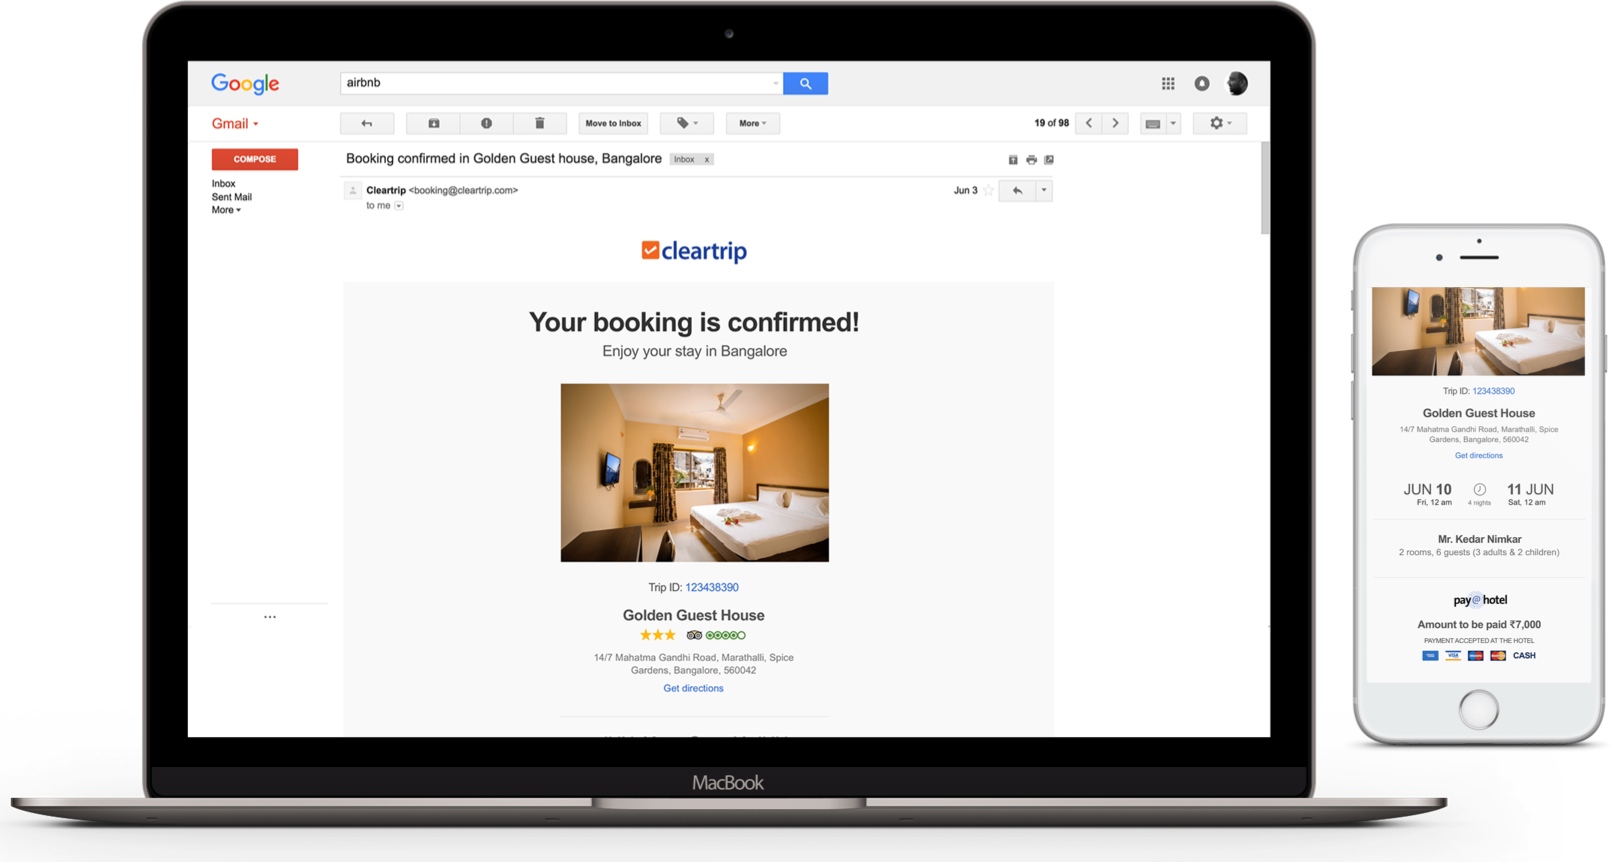 Google
airbnb
Gmail
Move to Inbox
More
19 of 98
COMPOSE
Inbox
Sent Mail
More
Booking confirmed in Golden Guest house, Bangalore
Inbox x
Cleartrip <booking@cleartrip.com>
Jun 3
to me
cleartrip
Your booking is confirmed!
Enjoy your stay in Bangalore
Trip ID: 123438390
Golden Guest House
14/7 Mahatma Gandhi Road, Marathalli, Spice
Gardens, Bangalore, 560042
Get directions
MacBook
Trip ID: 123438390
Golden Guest House
14/7 Mahatma Gandhi Road, Marathalli, Spice
Gardens, Bangalore, 560042
Get directions
JUN 10 11 JUN
Fri, 12 am 4 nights Sat, 12 am
Mr. Kedar Nimkar
2 rooms, 6 guests (3 adults & 2 children)
pay@hotel
Amount to be paid ₹7,000
PAYMENT ACCEPTED AT THE HOTEL
VISA CASH